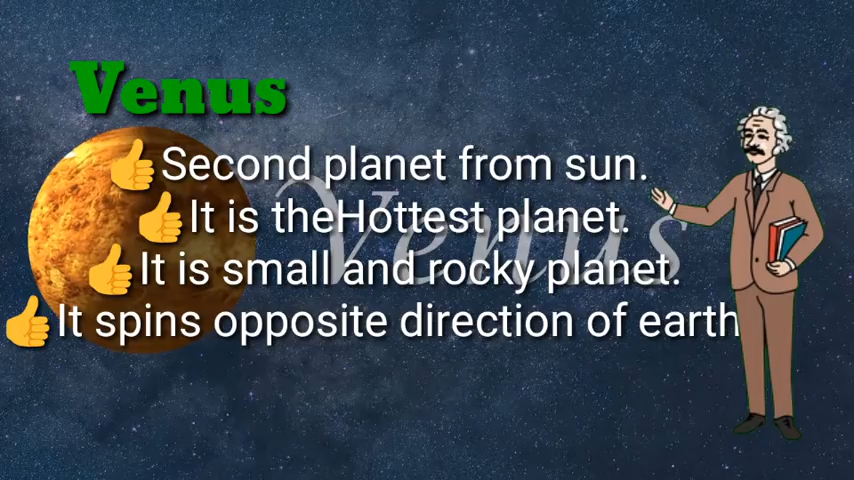 Venus
👍Second planet from sun.
👍It is theHottest planet.
👍It is small and rocky planet.
👍It spins opposite direction of earth
Venus